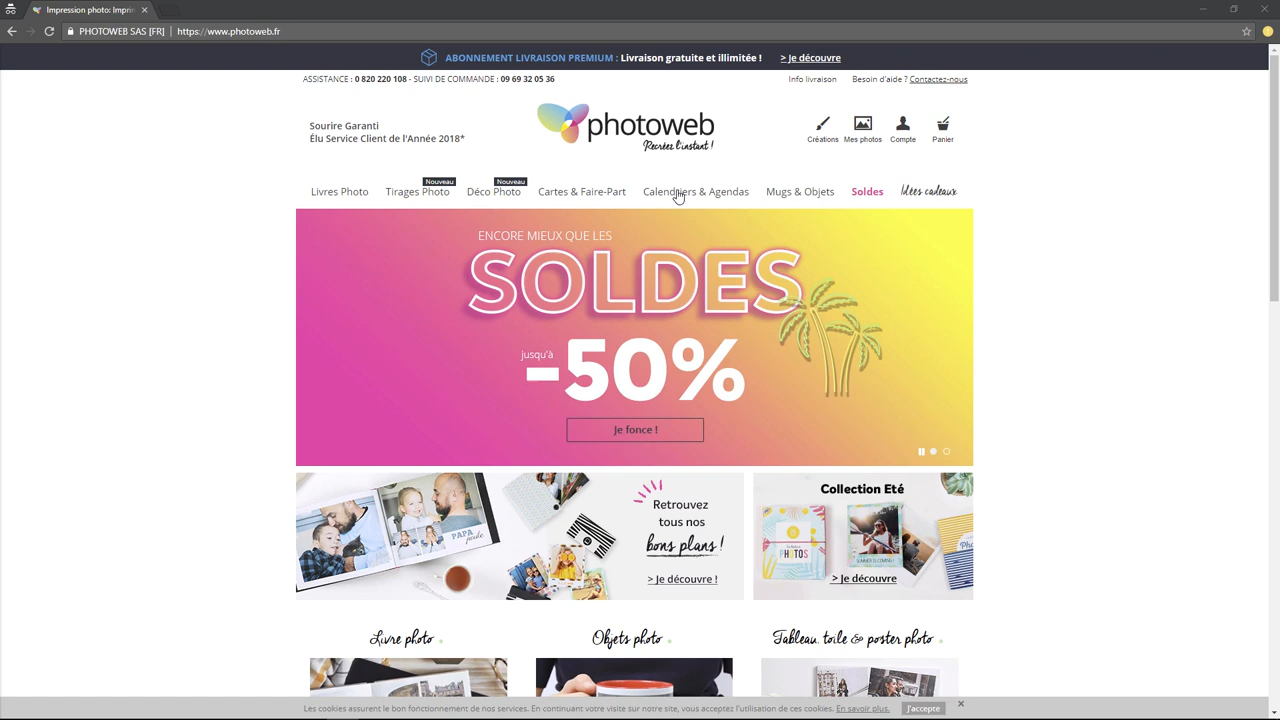 Impression photo: Impri
PHOTOWEB SAS [FR] | https://www.photoweb.fr
ABONNEMENT LIVRAISON PREMIUM : Livraison gratuite et illimitée ! > Je découvre
ASSISTANCE : 0 820 220 108 - SUIVI DE COMMANDE : 09 69 32 05 36
Info livraison
Besoin d'aide ? Contactez-nous
Sourire Garanti
Élu Service Client de l'Année 2018*
photoweb
Recréez l'instant !
Créations
Mes photos
Compte
Panier
Nouveau
Nouveau
Livres Photo
Tirages Photo
Déco Photo
Cartes & Faire-Part
Calendriers & Agendas
Mugs & Objets
Soldes
Idées cadeaux
ENCORE MIEUX QUE LES
SOLDES
jusqu'à
-50%
Je fonce !
PAPA
Retrouvez
tous nos
bons plans !
> Je découvre !
Collection Eté
PHOTOS
SUMMER IS COMING !
> Je découvre
Livre photo
Objets photo
Tableau, toile & poster photo
Les cookies assurent le bon fonctionnement de nos services. En continuant votre visite sur notre site, vous acceptez l'utilisation de ces cookies. En savoir plus.
J'accepte